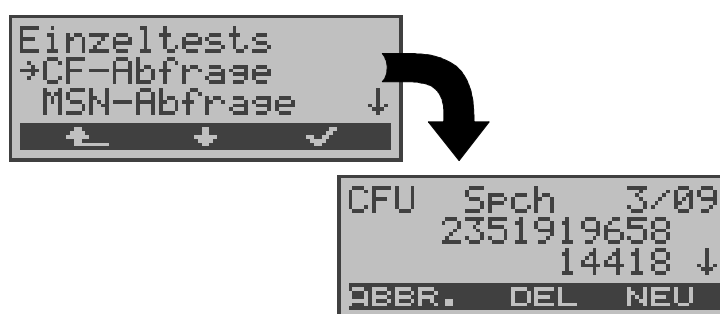 Einzeltests
→CF-Abfrage
MSN-Abfrage ↓
CFU Spch 3/09
2351919658
14418 ↓
ABBR. DEL NEU